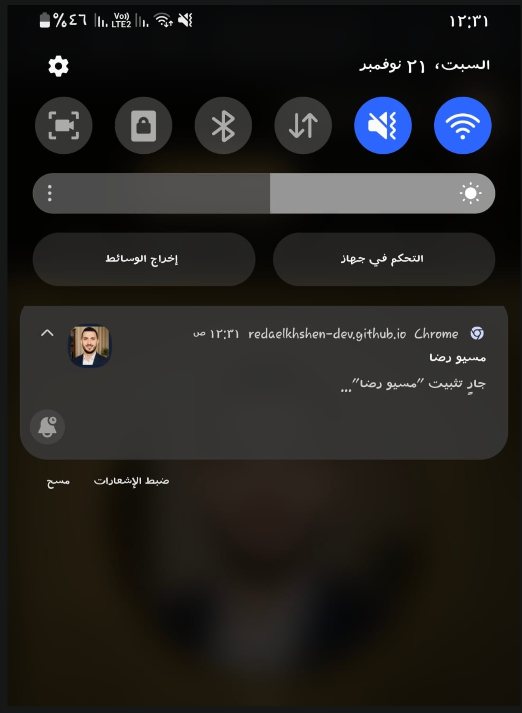 ١٢:٣١ Vo)) LTE2 %٤٦
السبت، ٢١ نوفمبر
التحكم في جهاز
إخراج الوسائط
Chrome redaelkhshen-dev.github.io ١٢:٣١ ص
مسيو رضا
جارٍ تثبيت "مسيو رضا"...
ضبط الإشعارات
مسح